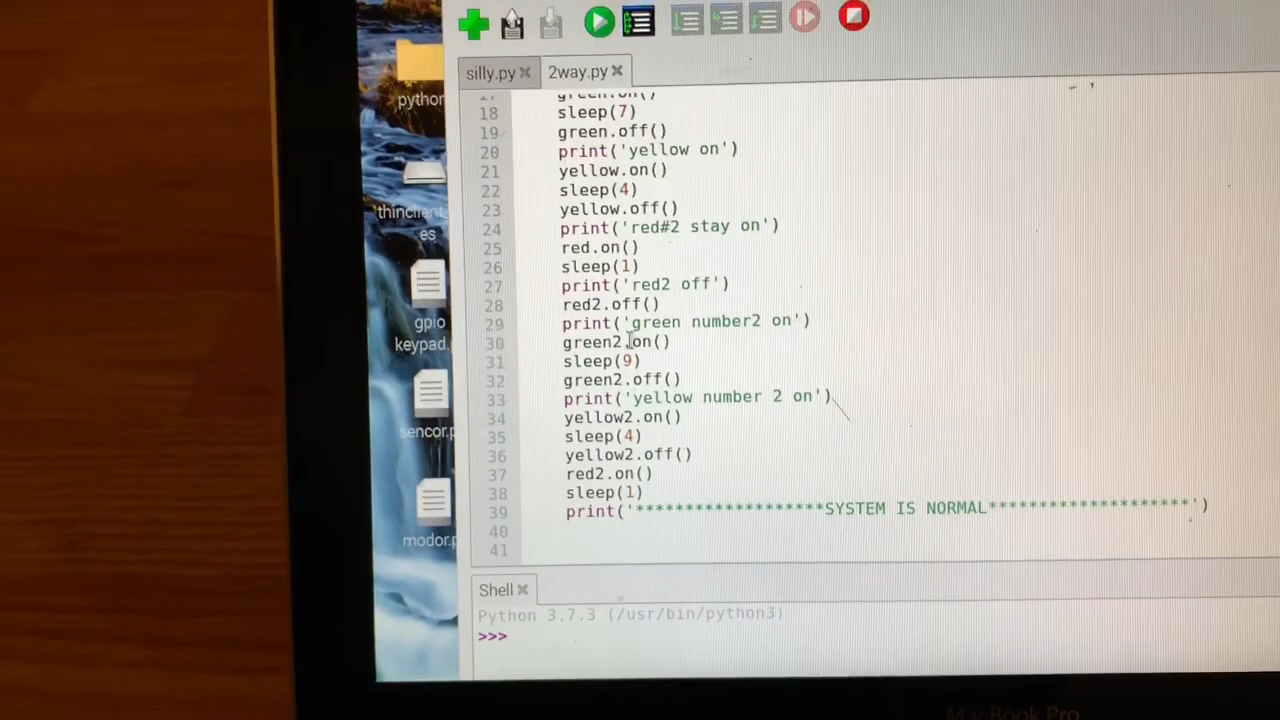 silly.py
2way.py
python
thinclient
es
gpio
keypad.
sencor.p
modor.p
17 green.on()
18 sleep(7)
19 green.off()
20 print('yellow on')
21 yellow.on()
22 sleep(4)
23 yellow.off()
24 print('red#2 stay on')
25 red.on()
26 sleep(1)
27 print('red2 off')
28 red2.off()
29 print('green number2 on')
30 green2.on()
31 sleep(9)
32 green2.off()
33 print('yellow number 2 on')
34 yellow2.on()
35 sleep(4)
36 yellow2.off()
37 red2.on()
38 sleep(1)
39 print('******************SYSTEM IS NORMAL*******************')
40
41
Shell
Python 3.7.3 (/usr/bin/python3)
>>>
MacBook Pro